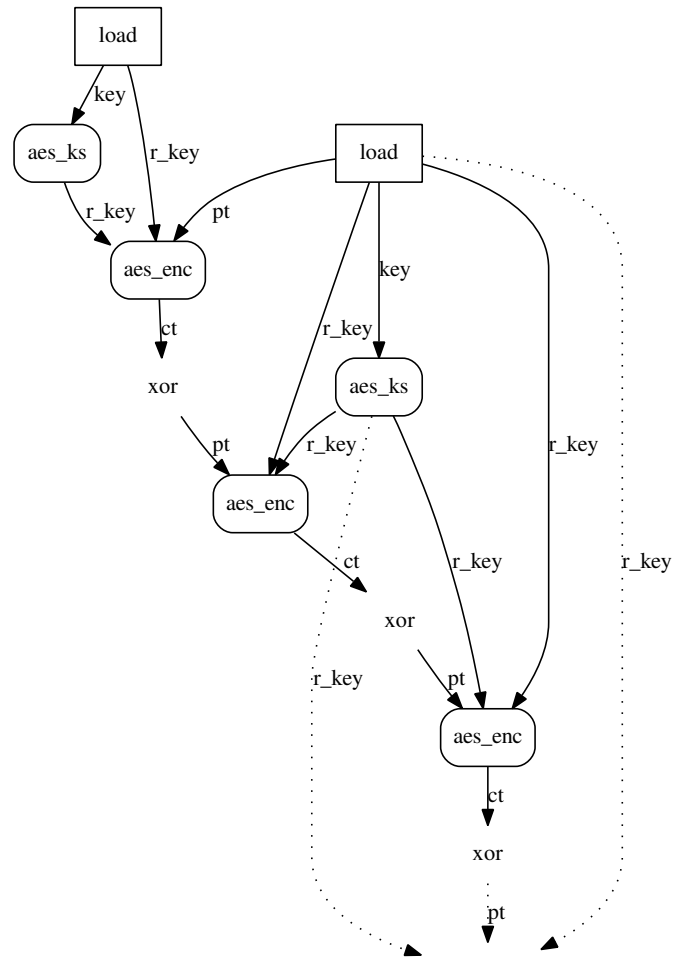 load
key
aes_ks
r_key
load
r_key
pt
aes_enc
key
ct
r_key
xor
aes_ks
pt
r_key
r_key
aes_enc
ct
r_key
r_key
xor
r_key
pt
aes_enc
ct
xor
pt